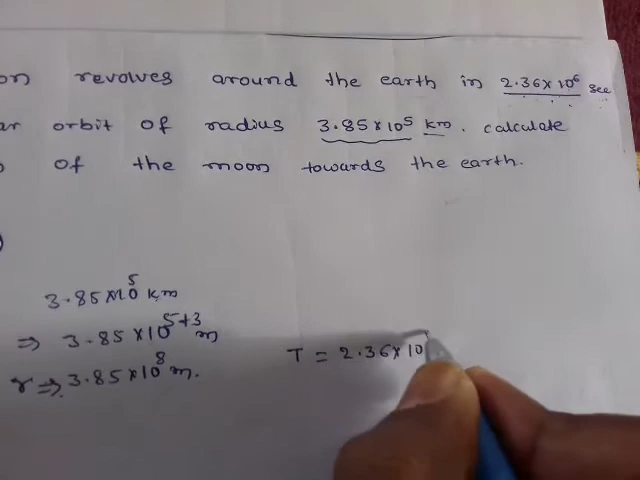 on revolves around the earth in 2.36×10⁶ sec
ar orbit of radius 3.85×10⁵ km. calculate
of the moon towards the earth.
3.85×10⁵ km
⇒ 3.85×10⁵⁺³ m
r ⇒ 3.85×10⁸ m.
T = 2.36×10